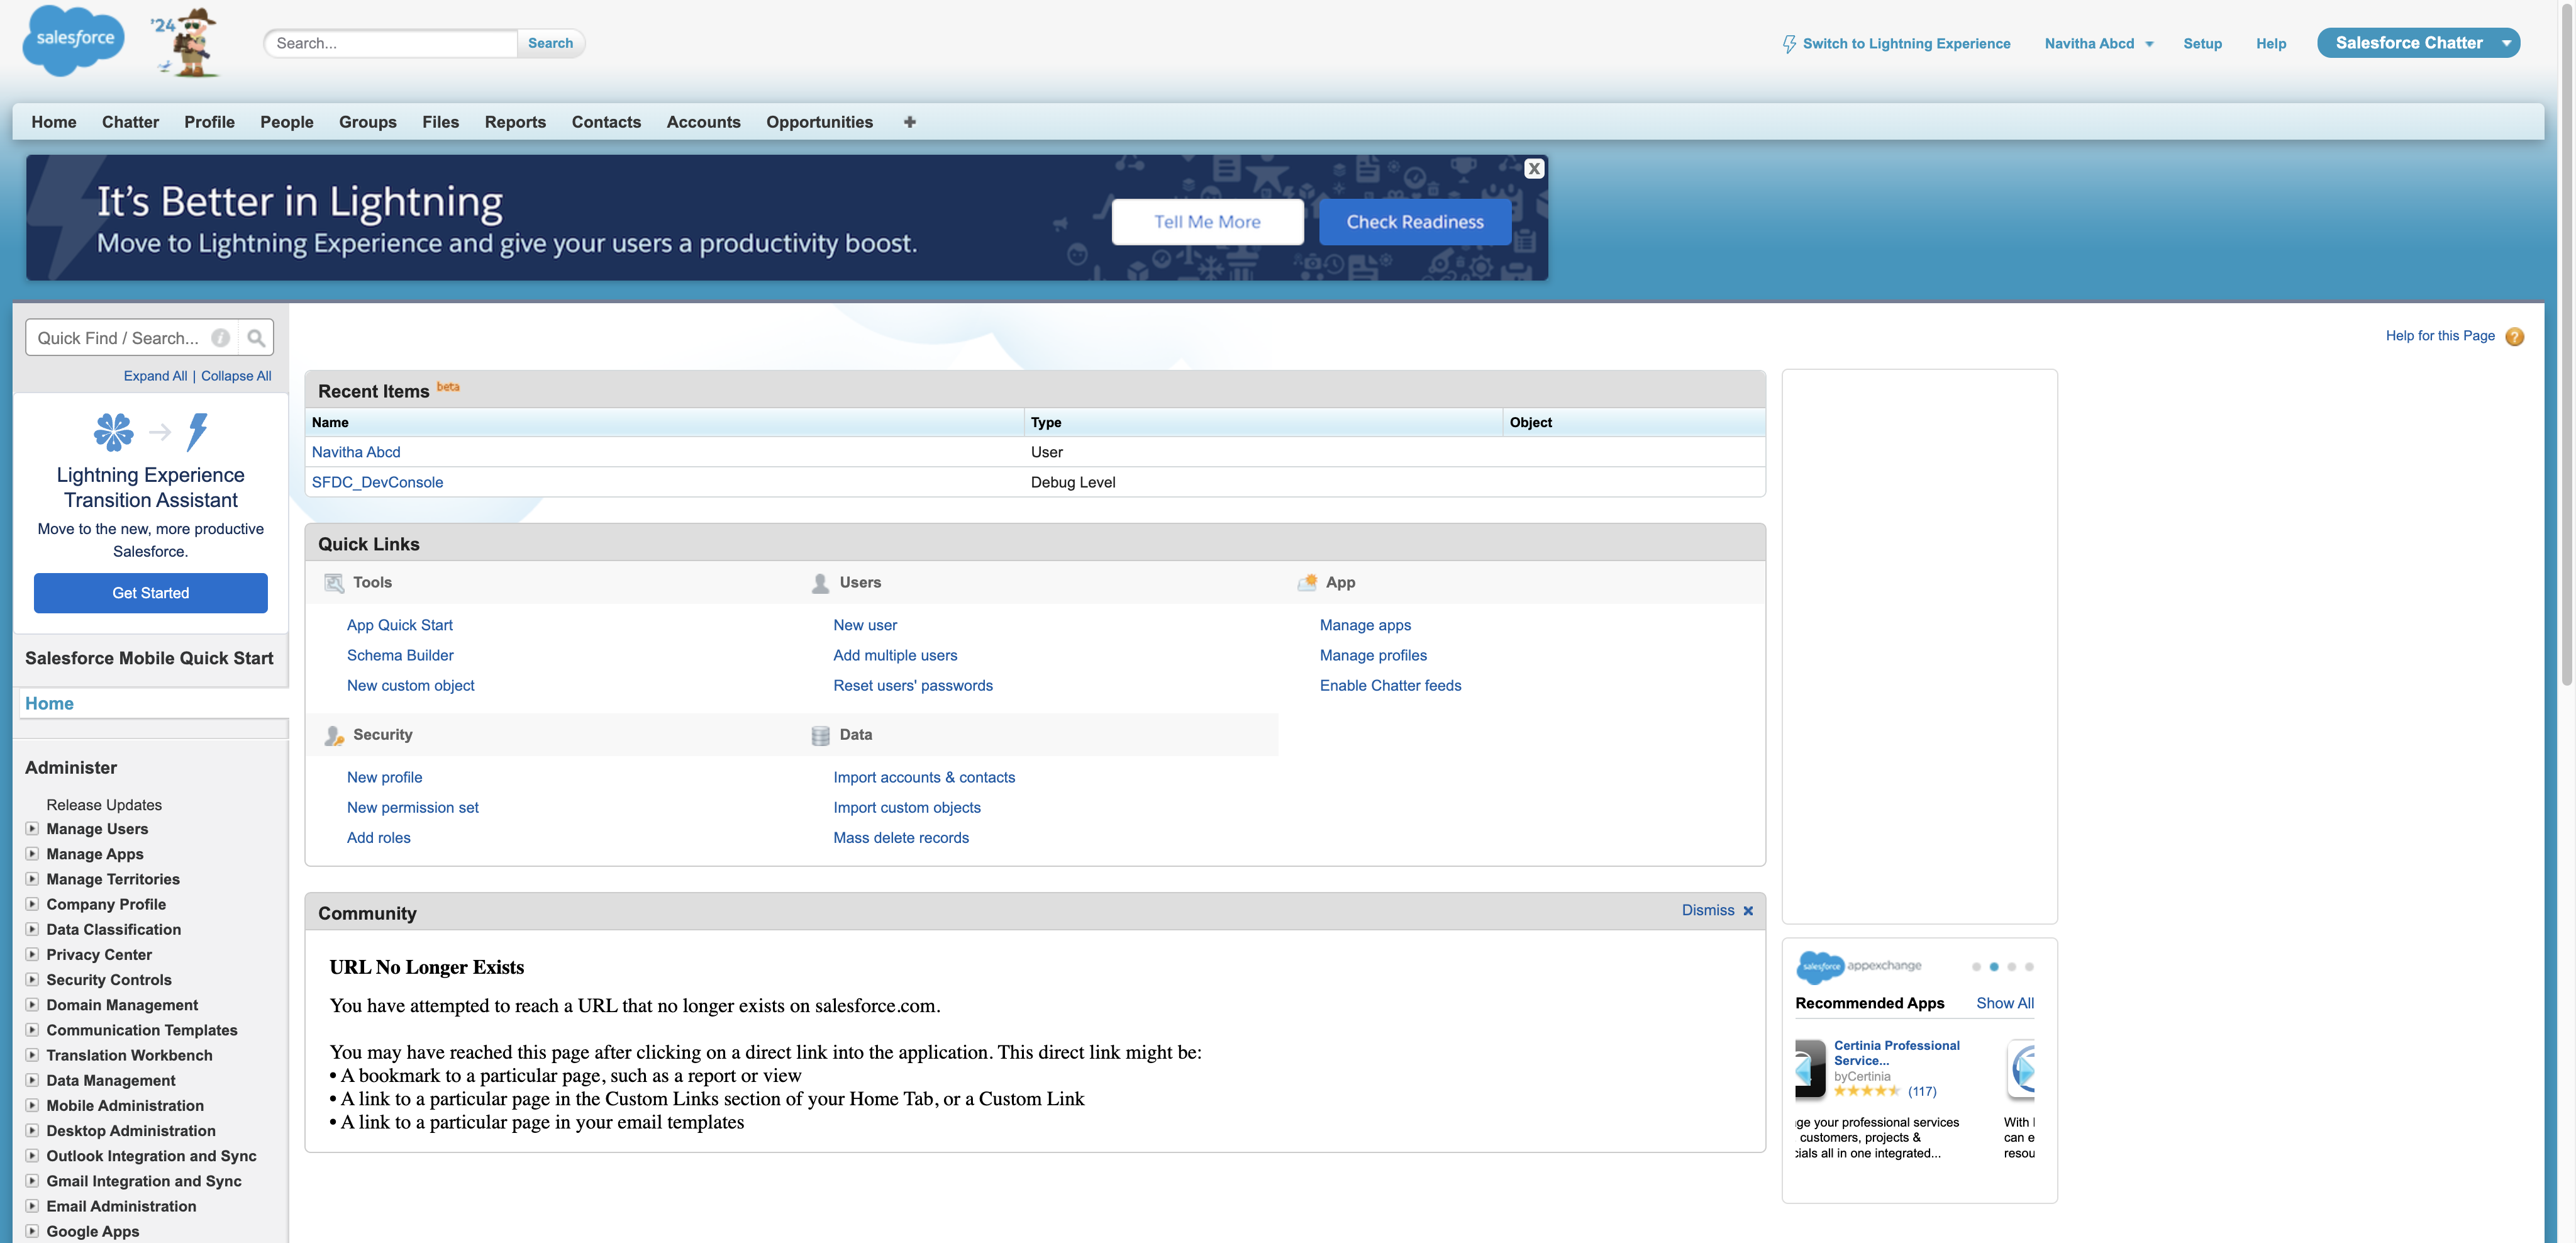 salesforce
'24
Search...
Search
Switch to Lightning Experience
Navitha Abcd
Setup
Help
Salesforce Chatter
Home
Chatter
Profile
People
Groups
Files
Reports
Contacts
Accounts
Opportunities
It's Better in Lightning
Move to Lightning Experience and give your users a productivity boost.
Tell Me More
Check Readiness
X
Quick Find / Search...
Expand All | Collapse All
Lightning Experience
Transition Assistant
Move to the new, more productive
Salesforce.
Get Started
Salesforce Mobile Quick Start
Home
Administer
Release Updates
Manage Users
Manage Apps
Manage Territories
Company Profile
Data Classification
Privacy Center
Security Controls
Domain Management
Communication Templates
Translation Workbench
Data Management
Mobile Administration
Desktop Administration
Outlook Integration and Sync
Gmail Integration and Sync
Email Administration
Google Apps
Help for this Page ?
Recent Items beta
Name Type Object
Navitha Abcd User
SFDC_DevConsole Debug Level
Quick Links
Tools
App Quick Start
Schema Builder
New custom object
Users
New user
Add multiple users
Reset users' passwords
App
Manage apps
Manage profiles
Enable Chatter feeds
Security
New profile
New permission set
Add roles
Data
Import accounts & contacts
Import custom objects
Mass delete records
Community
Dismiss
URL No Longer Exists
You have attempted to reach a URL that no longer exists on salesforce.com.
You may have reached this page after clicking on a direct link into the application. This direct link might be:
• A bookmark to a particular page, such as a report or view
• A link to a particular page in the Custom Links section of your Home Tab, or a Custom Link
• A link to a particular page in your email templates
salesforce appexchange
Recommended Apps Show All
Certinia Professional
Service...
byCertinia
(117)
ge your professional services
customers, projects &
cials all in one integrated...
With
can e
resou